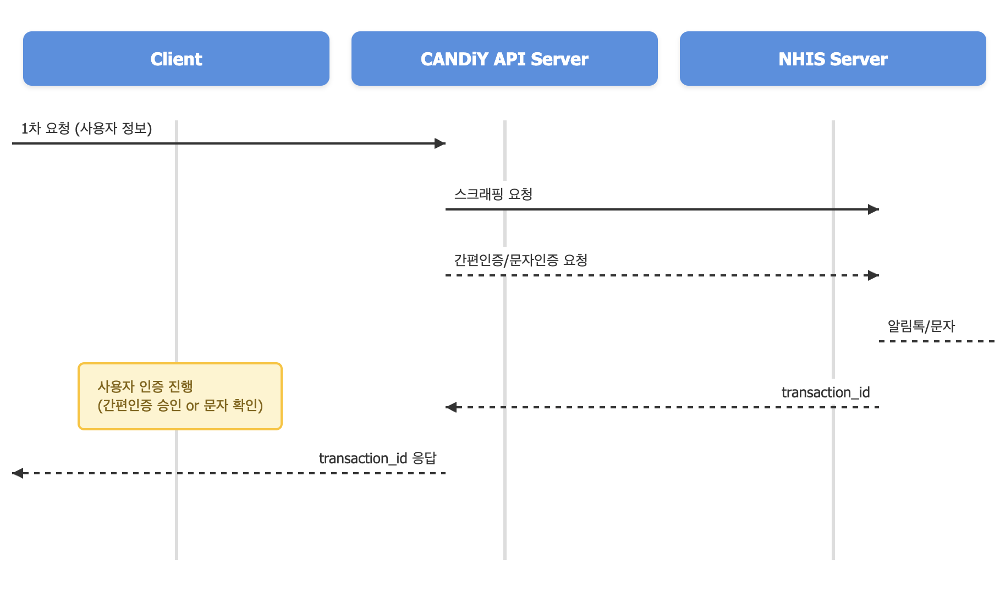 Client
CANDiY API Server
NHIS Server
1차 요청 (사용자 정보)
스크래핑 요청
간편인증/문자인증 요청
알림톡/문자
사용자 인증 진행
(간편인증 승인 or 문자 확인)
transaction_id
transaction_id 응답